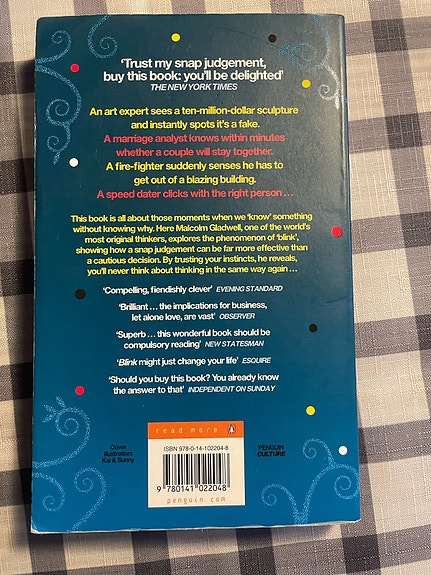 ‘Trust my snap judgement,
buy this book: you'll be delighted’
THE NEW YORK TIMES
An art expert sees a ten-million-dollar sculpture
and instantly spots it's a fake.
A marriage analyst knows within minutes
whether a couple will stay together.
A fire-fighter suddenly senses he has to
get out of a blazing building.
A speed dater clicks with the right person ...
This book is all about those moments when we ‘know’ something
without knowing why. Here Malcolm Gladwell, one of the world's
most original thinkers, explores the phenomenon of ‘blink’,
showing how a snap judgement can be far more effective than
a cautious decision. By trusting your instincts, he reveals,
you'll never think about thinking in the same way again ...
‘Compelling, fiendishly clever’ EVENING STANDARD
‘Brilliant ... the implications for business,
let alone love, are vast’ OBSERVER
‘Superb ... this wonderful book should be
compulsory reading’ NEW STATESMAN
‘Blink might just change your life’ ESQUIRE
‘Should you buy this book? You already know
the answer to that’ INDEPENDENT ON SUNDAY
read more
Cover
illustration:
Kai & Sunny
ISBN 978-0-14-102204-8
9 780141 022048
penguin.com
PENGUIN
CULTURE